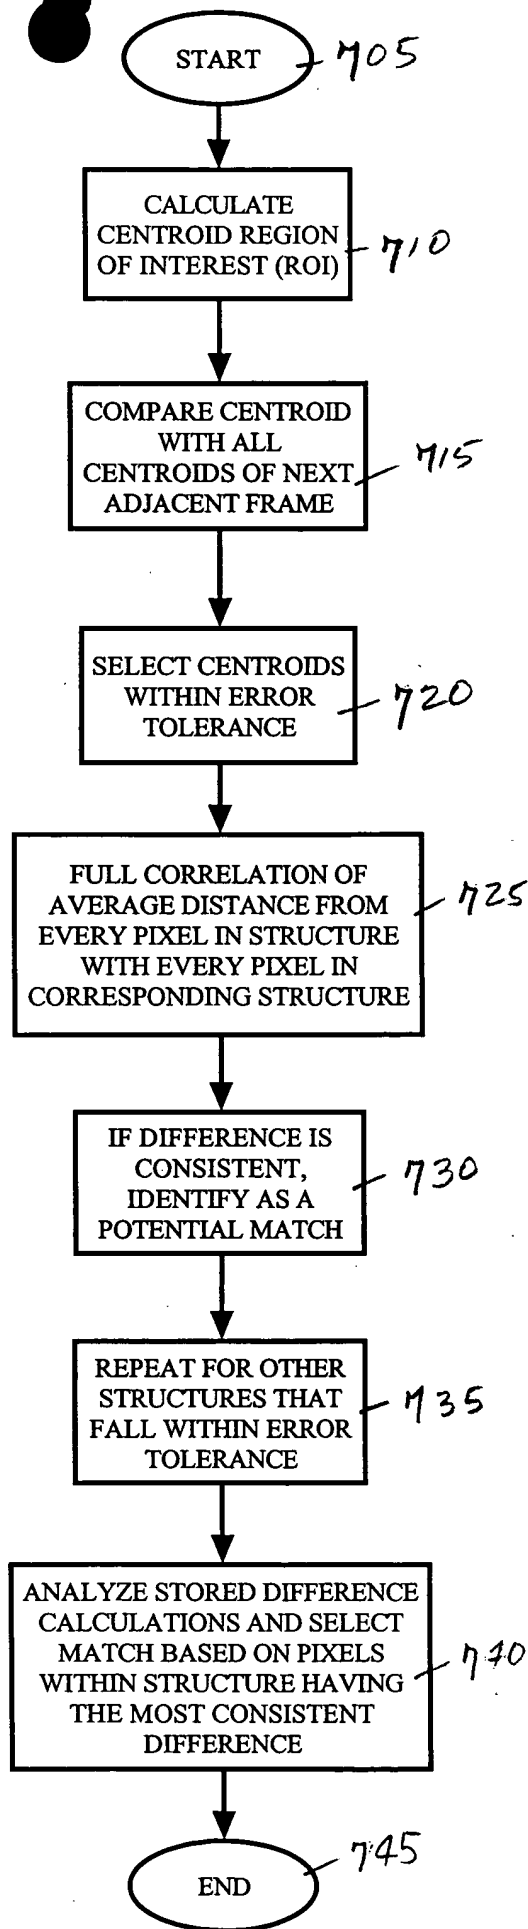 START
705
CALCULATE
CENTROID REGION
OF INTEREST (ROI)
710
COMPARE CENTROID
WITH ALL
CENTROIDS OF NEXT
ADJACENT FRAME
715
SELECT CENTROIDS
WITHIN ERROR
TOLERANCE
720
FULL CORRELATION OF
AVERAGE DISTANCE FROM
EVERY PIXEL IN STRUCTURE
WITH EVERY PIXEL IN
CORRESPONDING STRUCTURE
725
IF DIFFERENCE IS
CONSISTENT,
IDENTIFY AS A
POTENTIAL MATCH
730
REPEAT FOR OTHER
STRUCTURES THAT
FALL WITHIN ERROR
TOLERANCE
735
ANALYZE STORED DIFFERENCE
CALCULATIONS AND SELECT
MATCH BASED ON PIXELS
WITHIN STRUCTURE HAVING
THE MOST CONSISTENT
DIFFERENCE
END
745